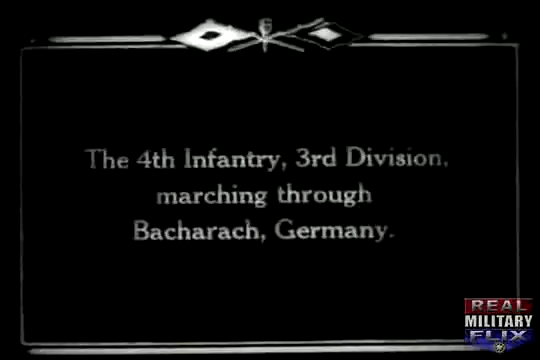 The 4th Infantry, 3rd Division,
marching through
Bacharach, Germany.
REAL
MILITARY
FLIX